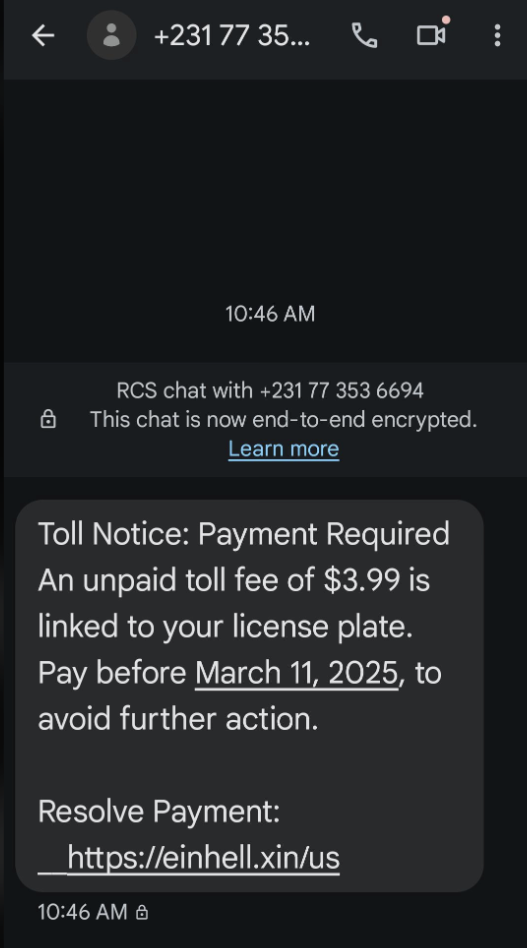 +231 77 35...
10:46 AM
RCS chat with +231 77 353 6694
This chat is now end-to-end encrypted.
Learn more
Toll Notice: Payment Required
An unpaid toll fee of $3.99 is
linked to your license plate.
Pay before March 11, 2025, to
avoid further action.
Resolve Payment:
__https://einhell.xin/us
10:46 AM